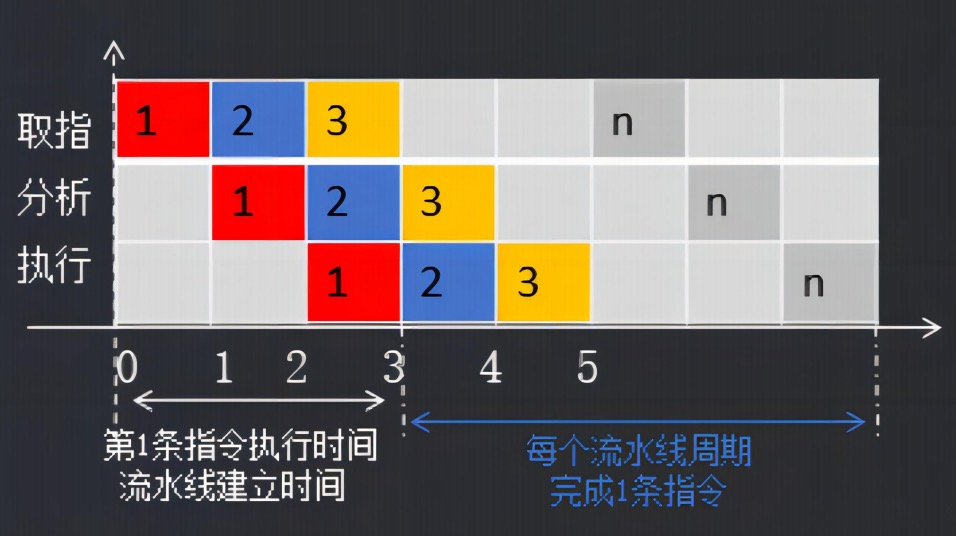 取指 1 2 3 n
分析 1 2 3 n
执行 1 2 3 n
0 1 2 3 4 5
第1条指令执行时间
流水线建立时间
每个流水线周期
完成1条指令